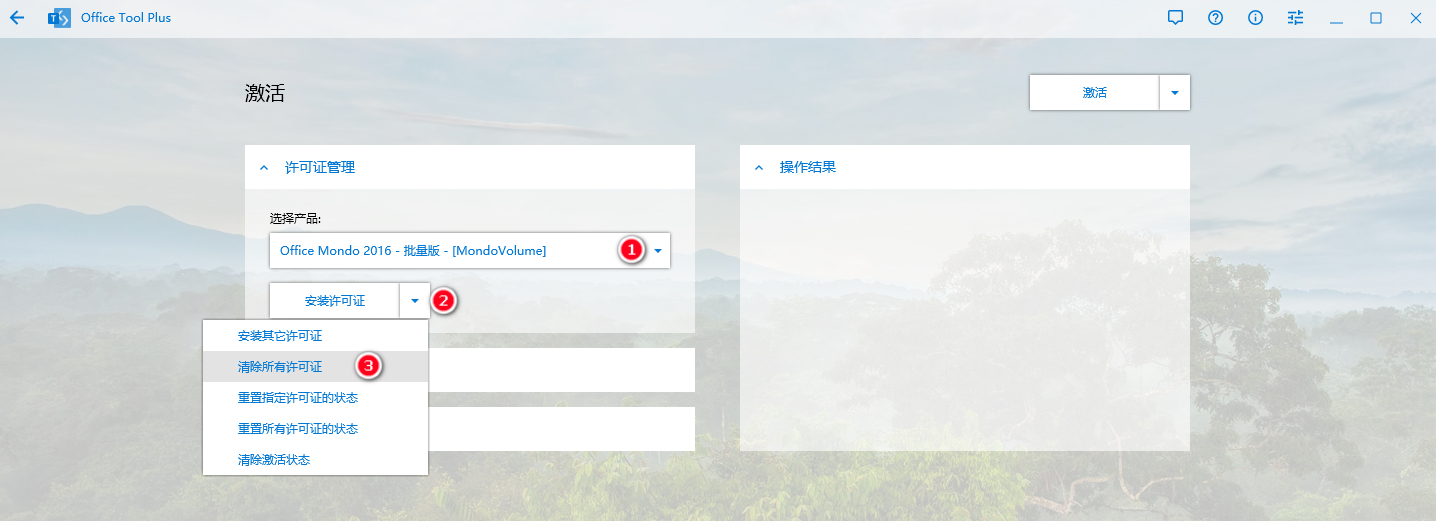 Office Tool Plus
激活
激活
许可证管理
选择产品:
Office Mondo 2016 - 批量版 - [MondoVolume]
1
安装许可证
2
安装其它许可证
清除所有许可证
3
重置指定许可证的状态
重置所有许可证的状态
清除激活状态
操作结果